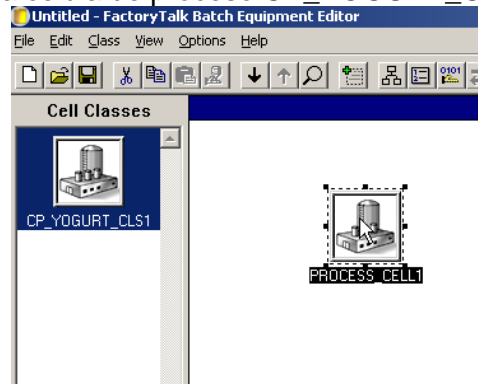 Untitled - FactoryTalk Batch Equipment Editor
File Edit Class View Options Help
Cell Classes
CP_YOGURT_CLS1
PROCESS_CELL1